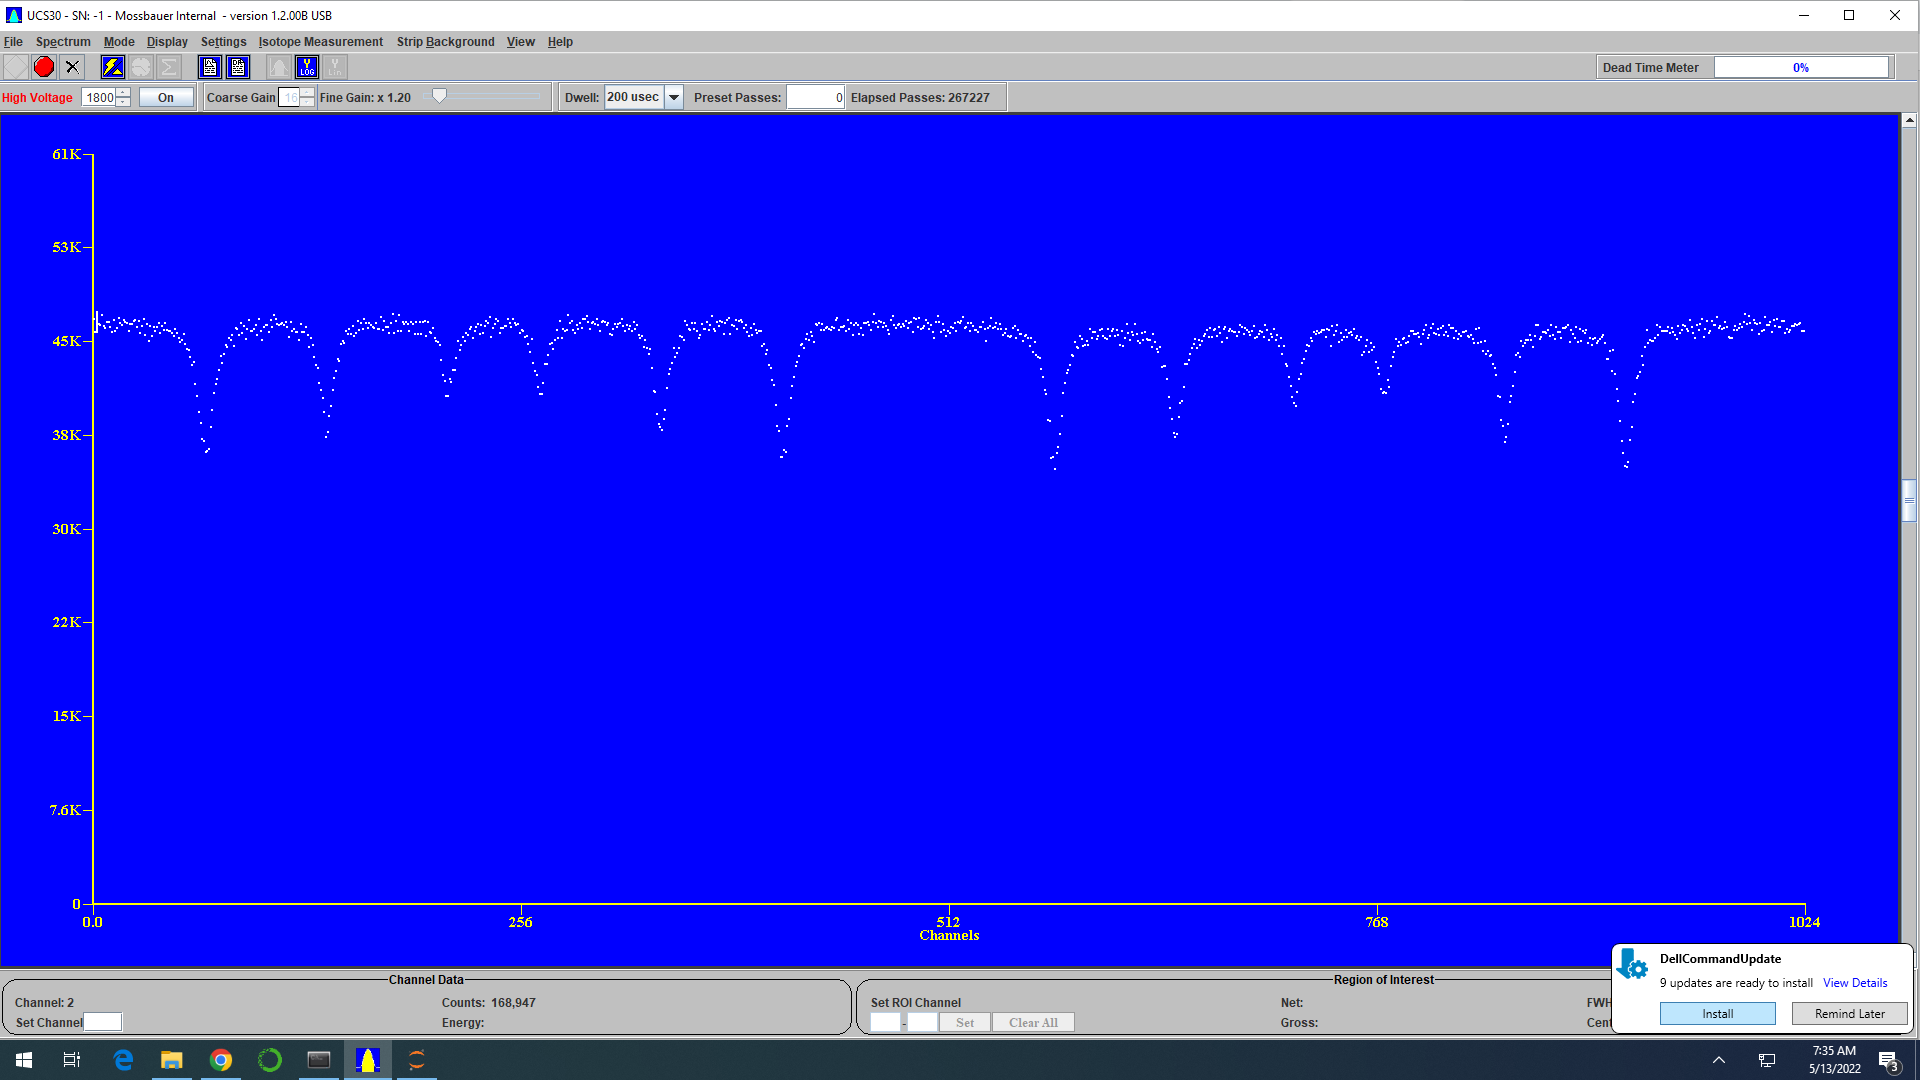 UCS30 - SN: -1 - Mossbauer Internal - version 1.2.00B USB
File Spectrum Mode Display Settings Isotope Measurement Strip Background View Help
Y LOG Y Lin
Dead Time Meter 0%
High Voltage 1800 On Coarse Gain 16 Fine Gain: x 1.20 Dwell: 200 usec Preset Passes: 0 Elapsed Passes: 267227
61K
53K
45K
38K
30K
22K
15K
7.6K
0
0.0 256 512 768 1024
Channels
Channel Data
Channel: 2 Counts: 168,947
Set Channel Energy:
Region of Interest
Set ROI Channel Net: FWH
- Set Clear All Gross: Cent
DellCommandUpdate
9 updates are ready to install View Details
Install Remind Later
7:35 AM
5/13/2022
3